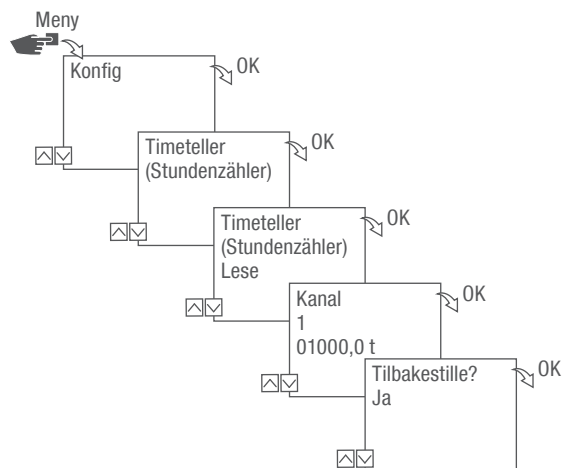 Meny
Konfig
OK
Timeteller
(Stundenzähler)
OK
Timeteller
(Stundenzähler)
Lese
OK
Kanal
1
01000,0 t
OK
Tilbakestille?
Ja
OK